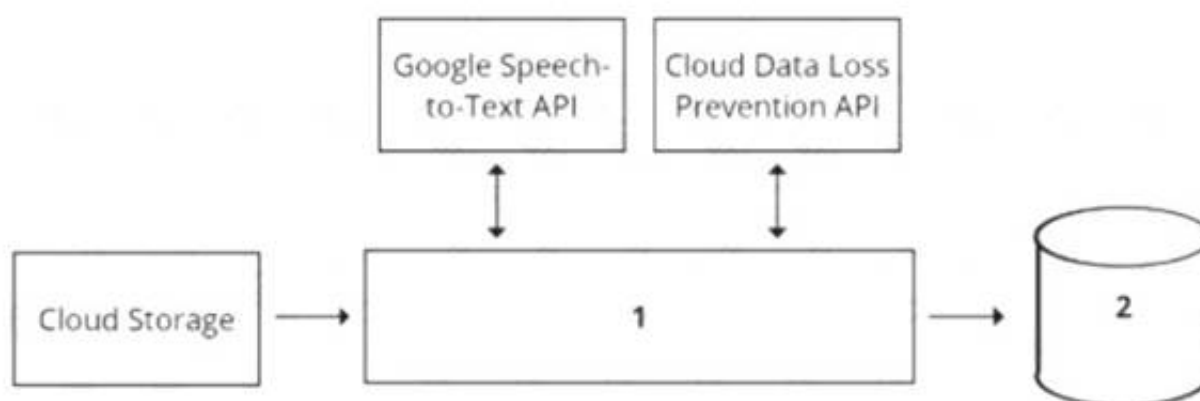 Google Speech-
to-Text API
Cloud Data Loss
Prevention API
Cloud Storage
1
2